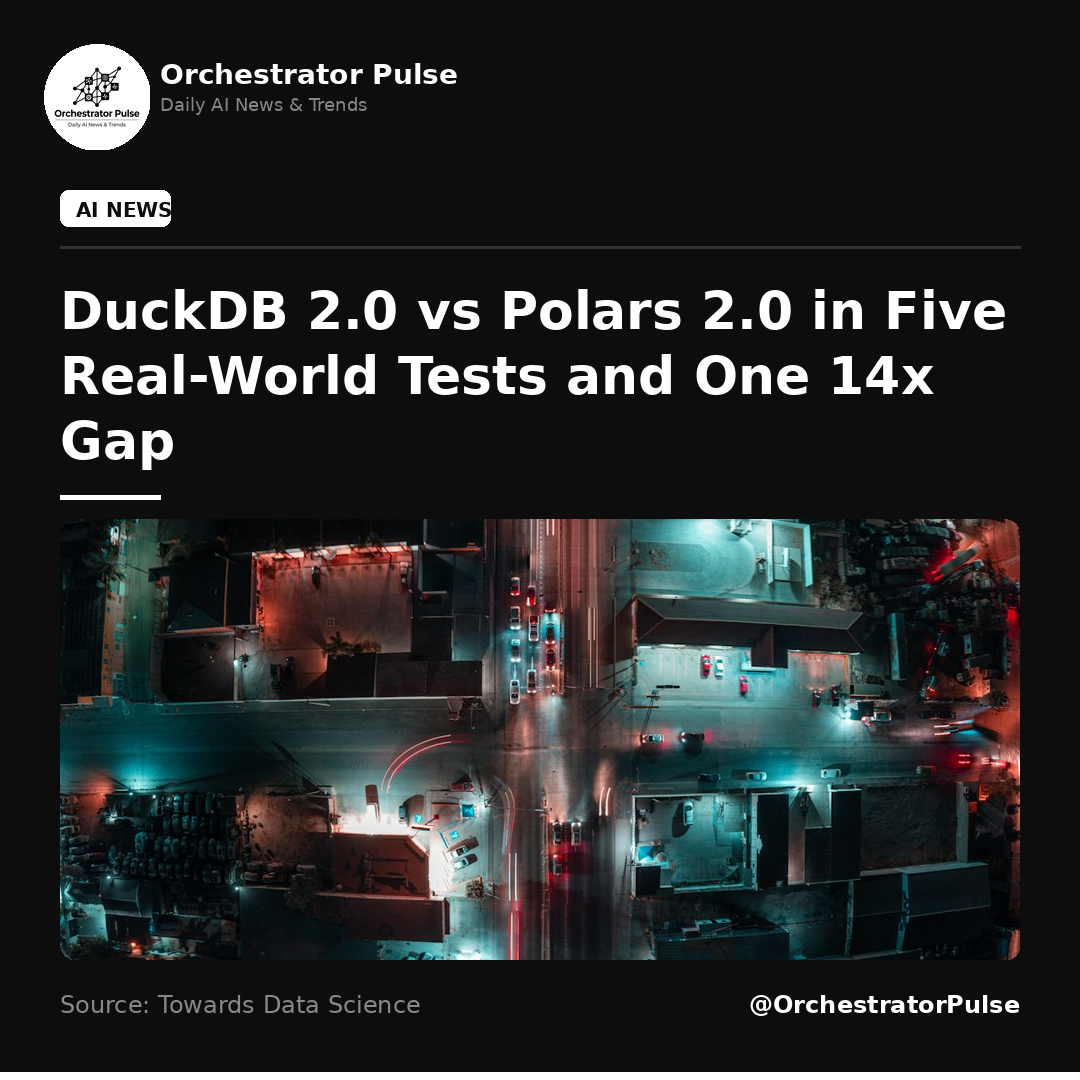 Orchestrator Pulse
Daily AI News & Trends
Orchestrator Pulse
Daily AI News & Trends
AI NEWS
DuckDB 2.0 vs Polars 2.0 in Five
Real-World Tests and One 14x
Gap
Source: Towards Data Science
@OrchestratorPulse